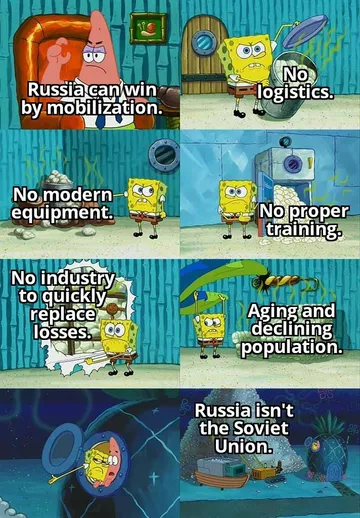 Russia can win
by mobilization.
No
logistics.
No modern
equipment.
No proper
training.
No industry
to quickly
replace
losses.
Aging and
declining
population.
Russia isn't
the Soviet
Union.